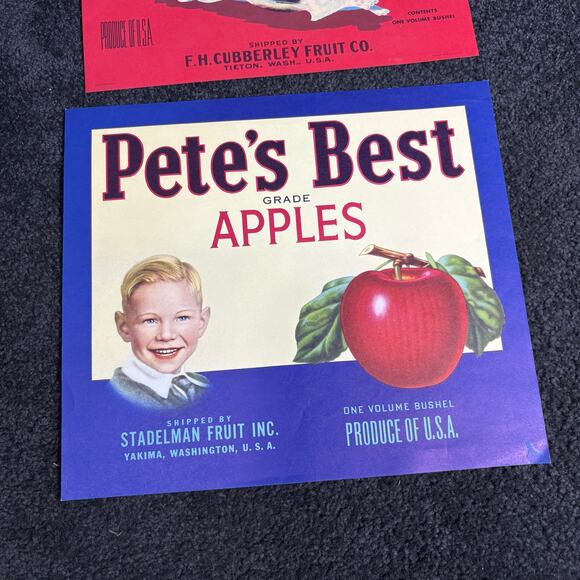 PRODUCE OF U.S.A.
CONTENTS
ONE VOLUME BUSHEL
SHIPPED BY
F.H. CUBBERLEY FRUIT CO.
TIETON, WASH., U.S.A.
Pete's Best
GRADE
APPLES
SHIPPED BY
STADELMAN FRUIT INC.
YAKIMA, WASHINGTON, U. S. A.
ONE VOLUME BUSHEL
PRODUCE OF U.S.A.